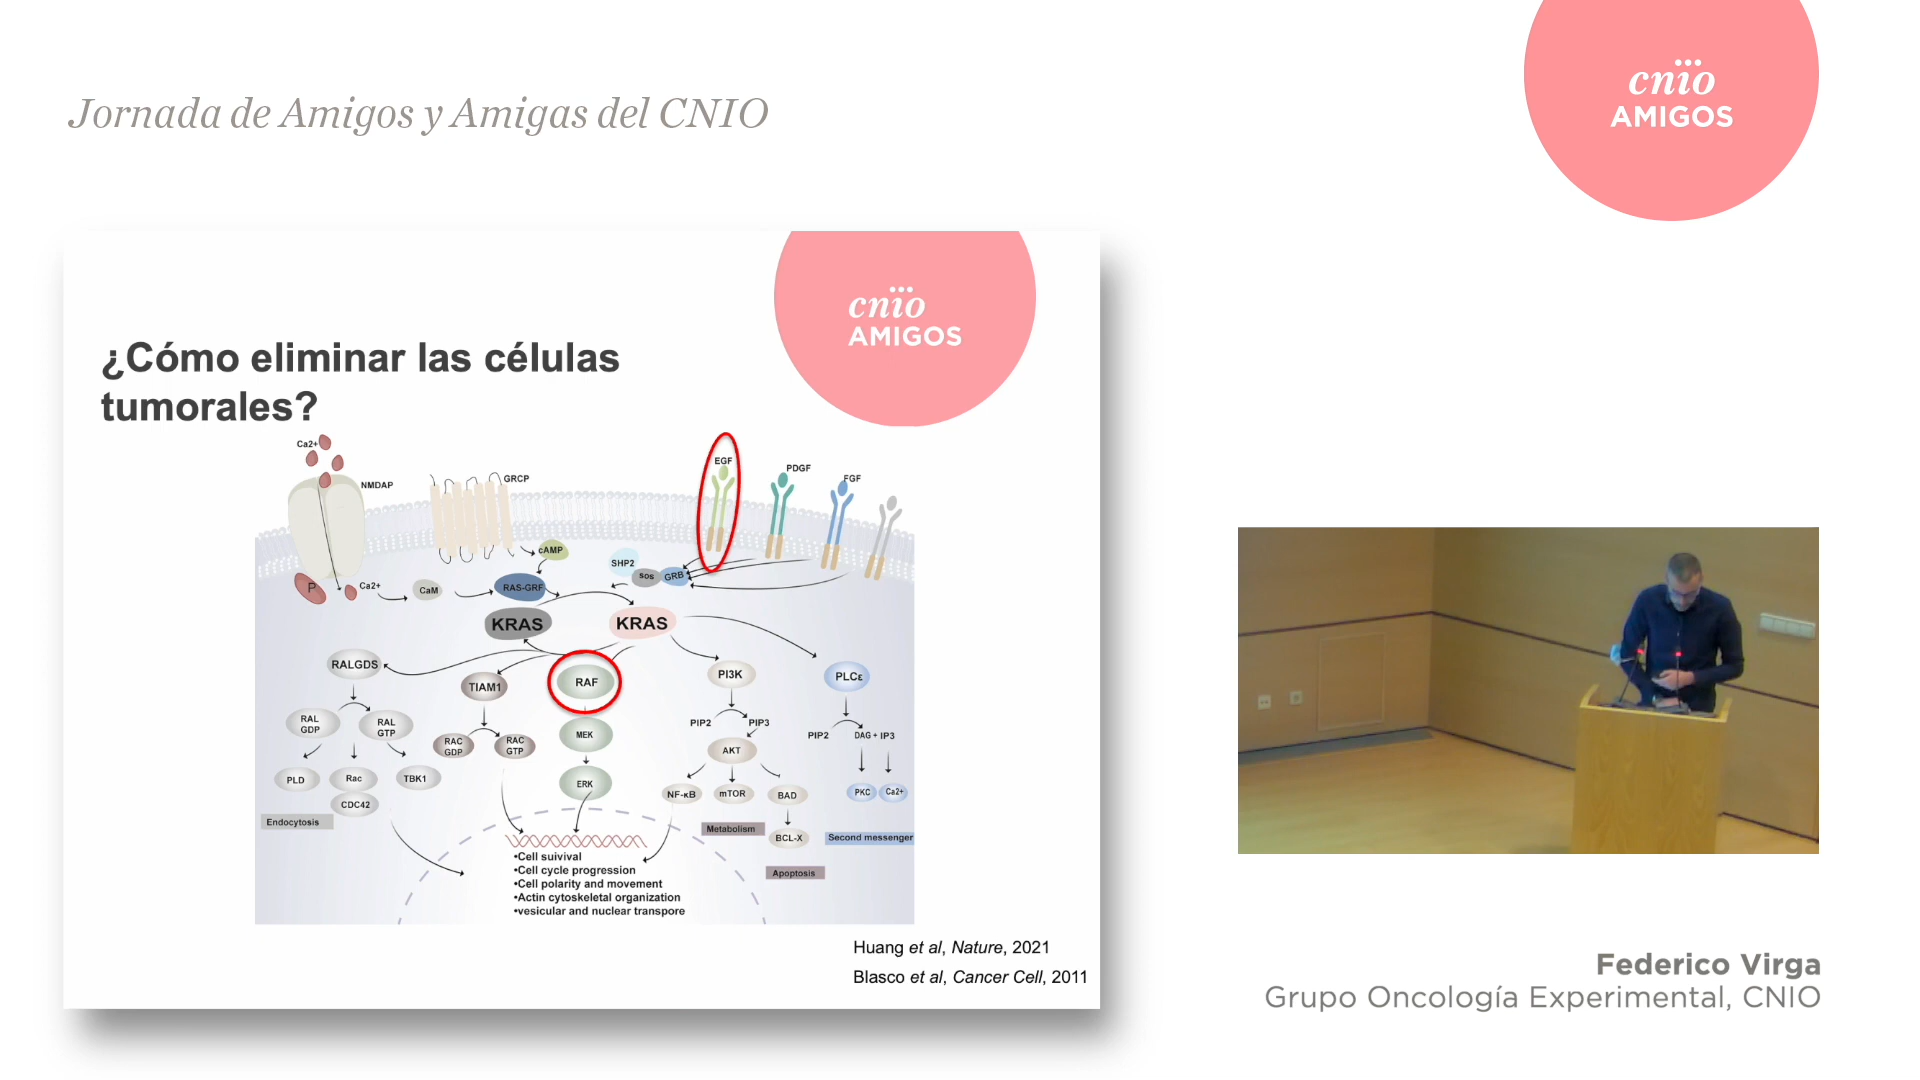 Jornada de Amigos y Amigas del CNIO
cnio
AMIGOS
cnio
AMIGOS
¿Cómo eliminar las células
tumorales?
Ca2+
NMDAP
GRCP
EGF
PDGF
FGF
cAMP
SHP2
sos
GRB
P
Ca2+
CaM
RAS-GRF
KRAS
KRAS
RALGDS
TIAM1
RAF
PI3K
PLCε
RAL
GDP
RAL
GTP
RAC
GDP
RAC
GTP
MEK
PIP2
PIP3
PIP2
DAG + IP3
AKT
PLD
Rac
TBK1
ERK
CDC42
NF-κB
mTOR
BAD
PKC
Ca2+
Endocytosis
Metabolism
BCL-X
Second messenger
Apoptosis
•Cell suivival
•Cell cycle progression
•Cell polarity and movement
•Actin cytoskeletal organization
•vesicular and nuclear transpore
Huang et al, Nature, 2021
Blasco et al, Cancer Cell, 2011
Federico Virga
Grupo Oncología Experimental, CNIO